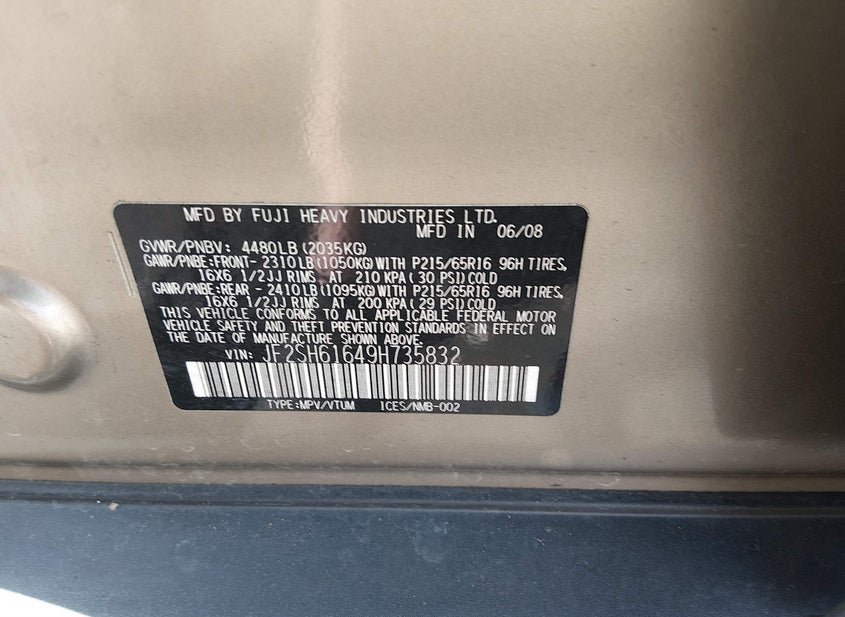 MFD BY FUJI HEAVY INDUSTRIES LTD.
MFD IN 06/08
GVWR/PNBV: 4480LB(2035KG)
GAWR/PNBE:FRONT- 2310LB(1050KG)WITH P215/65R16 96H TIRES,
16X6 1/2JJ RIMS AT 210 KPA(30 PSI)COLD
GAWR/PNBE:REAR - 2410LB(1095KG)WITH P215/65R16 96H TIRES,
16X6 1/2JJ RIMS AT 200 KPA(29 PSI)COLD
THIS VEHICLE CONFORMS TO ALL APPLICABLE FEDERAL MOTOR
VEHICLE SAFETY AND THEFT PREVENTION STANDARDS IN EFFECT ON
THE DATE OF MANUFACTURE SHOWN ABOVE.
VIN: JF2SH61649H735832
TYPE:MPV/VTUM ICES/NMB-002